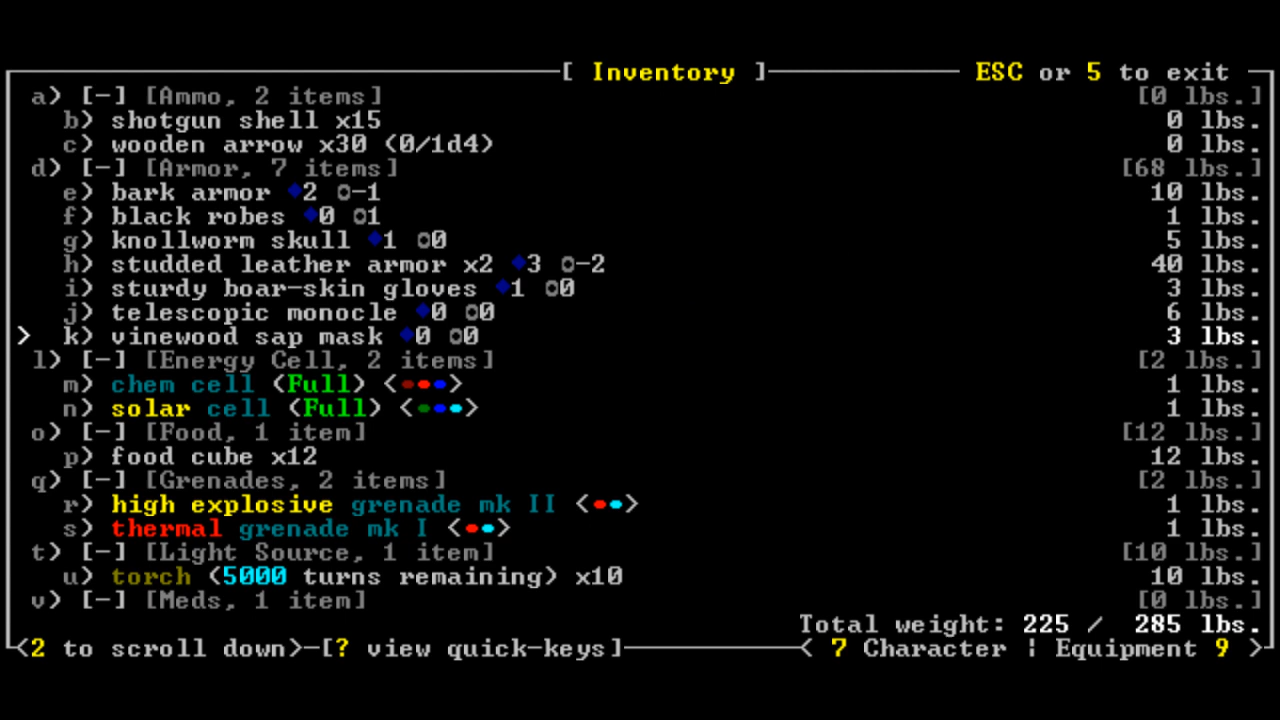 [ Inventory ] ESC or 5 to exit
a) [-] [Ammo, 2 items] [0 lbs.]
b) shotgun shell x15 0 lbs.
c) wooden arrow x30 (0/1d4) 0 lbs.
d) [-] [Armor, 7 items] [68 lbs.]
e) bark armor ♦2 o-1 10 lbs.
f) black robes ♦0 o1 1 lbs.
g) knollworm skull ♦1 o0 5 lbs.
h) studded leather armor x2 ♦3 o-2 40 lbs.
i) sturdy boar-skin gloves ♦1 o0 3 lbs.
j) telescopic monocle ♦0 o0 6 lbs.
> k) vinewood sap mask ♦0 o0 3 lbs.
l) [-] [Energy Cell, 2 items] [2 lbs.]
m) chem cell (Full) <•••> 1 lbs.
n) solar cell (Full) <•••> 1 lbs.
o) [-] [Food, 1 item] [12 lbs.]
p) food cube x12 12 lbs.
q) [-] [Grenades, 2 items] [2 lbs.]
r) high explosive grenade mk II <••> 1 lbs.
s) thermal grenade mk I <••> 1 lbs.
t) [-] [Light Source, 1 item] [10 lbs.]
u) torch (5000 turns remaining) x10 10 lbs.
v) [-] [Meds, 1 item] [0 lbs.]
Total weight: 225 / 285 lbs.
<2 to scroll down> [? view quick-keys] < 7 Character ¦ Equipment 9 >